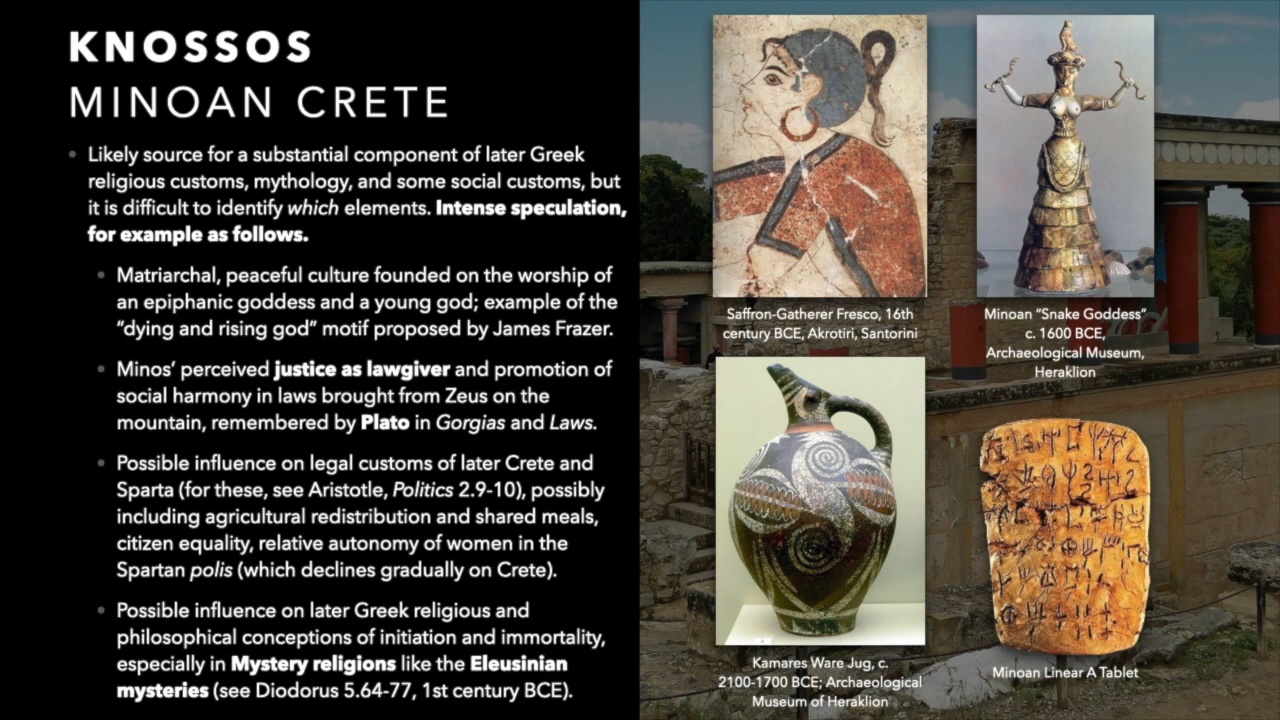 KNOSSOS
MINOAN CRETE
• Likely source for a substantial component of later Greek
religious customs, mythology, and some social customs, but
it is difficult to identify which elements. Intense speculation,
for example as follows.
• Matriarchal, peaceful culture founded on the worship of
an epiphanic goddess and a young god; example of the
“dying and rising god” motif proposed by James Frazer.
• Minos’ perceived justice as lawgiver and promotion of
social harmony in laws brought from Zeus on the
mountain, remembered by Plato in Gorgias and Laws.
• Possible influence on legal customs of later Crete and
Sparta (for these, see Aristotle, Politics 2.9-10), possibly
including agricultural redistribution and shared meals,
citizen equality, relative autonomy of women in the
Spartan polis (which declines gradually on Crete).
• Possible influence on later Greek religious and
philosophical conceptions of initiation and immortality,
especially in Mystery religions like the Eleusinian
mysteries (see Diodorus 5.64-77, 1st century BCE).
Saffron-Gatherer Fresco, 16th
century BCE, Akrotiri, Santorini
Minoan “Snake Goddess”
c. 1600 BCE,
Archaeological Museum,
Heraklion
Kamares Ware Jug, c.
2100-1700 BCE; Archaeological
Museum of Heraklion
Minoan Linear A Tablet